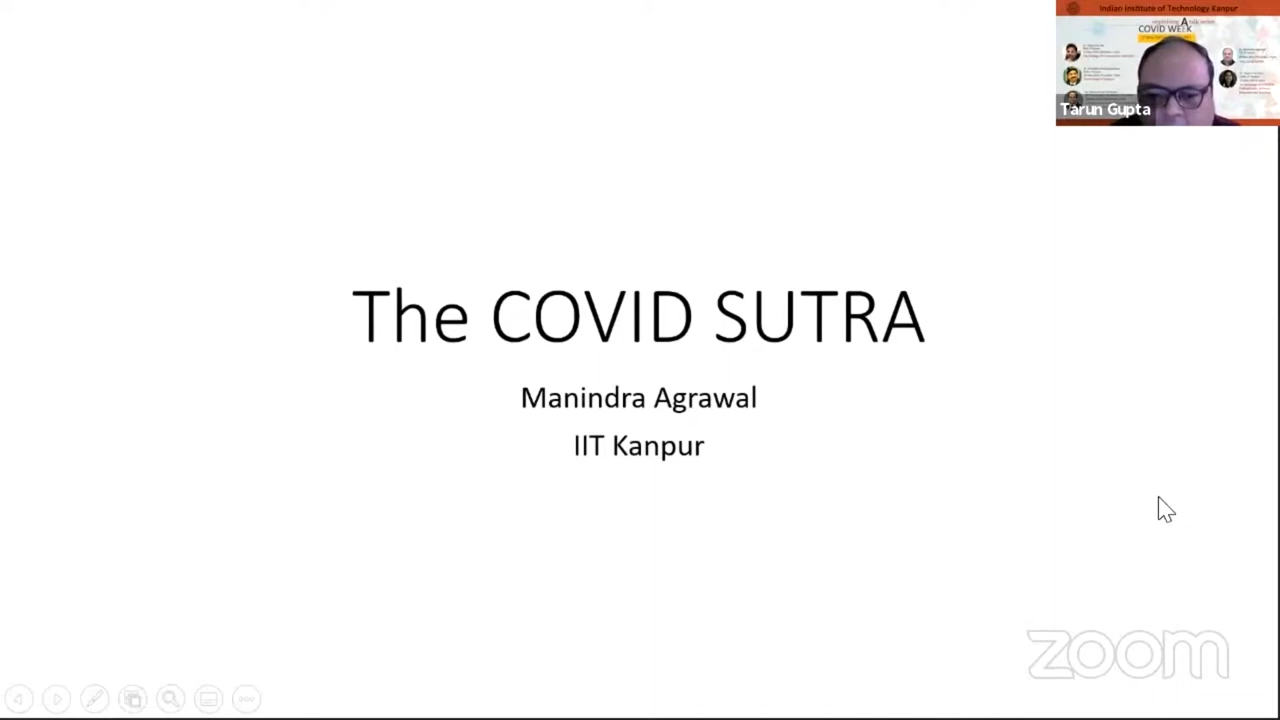 Indian Institute of Technology Kanpur
COVID WEEK
Tarun Gupta
The COVID SUTRA
Manindra Agrawal
IIT Kanpur
zoom